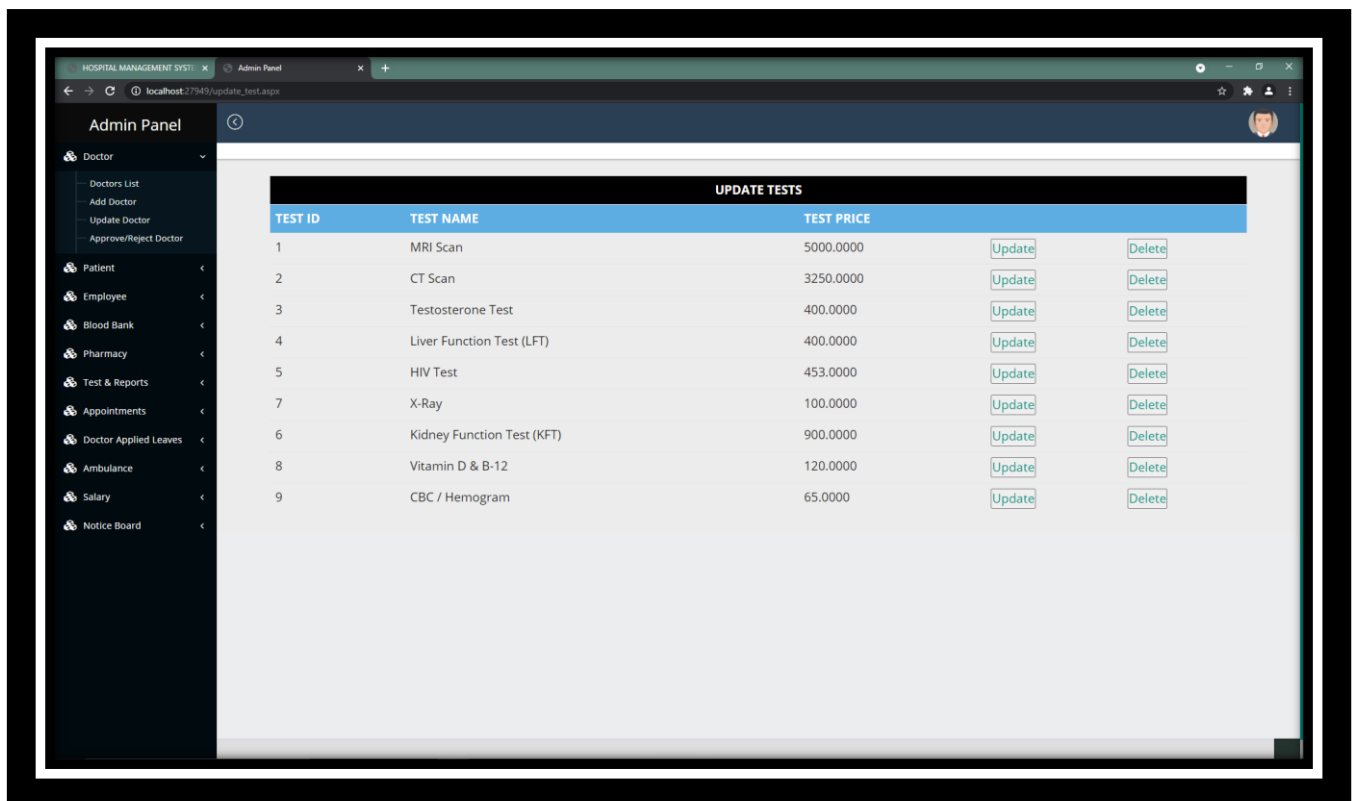 HOSPITAL MANAGEMENT SYSTE
Admin Panel
localhost:27949/update_test.aspx
Admin Panel
Doctor
Doctors List
Add Doctor
Update Doctor
Approve/Reject Doctor
Patient
Employee
Blood Bank
Pharmacy
Test & Reports
Appointments
Doctor Applied Leaves
Ambulance
Salary
Notice Board
UPDATE TESTS
TEST ID TEST NAME TEST PRICE
1 MRI Scan 5000.0000 Update Delete
2 CT Scan 3250.0000 Update Delete
3 Testosterone Test 400.0000 Update Delete
4 Liver Function Test (LFT) 400.0000 Update Delete
5 HIV Test 453.0000 Update Delete
7 X-Ray 100.0000 Update Delete
6 Kidney Function Test (KFT) 900.0000 Update Delete
8 Vitamin D & B-12 120.0000 Update Delete
9 CBC / Hemogram 65.0000 Update Delete